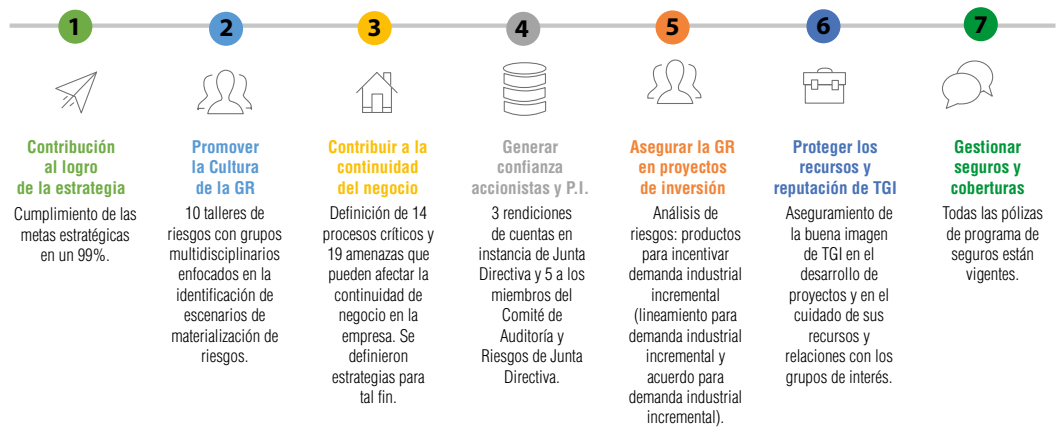 1
Contribución
al logro
de la estrategia
Cumplimiento de las
metas estratégicas
en un 99%.
2
Promover
la Cultura
de la GR
10 talleres de
riesgos con grupos
multidisciplinarios
enfocados en la
identificación de
escenarios de
materialización de
riesgos.
3
Contribuir a la
continuidad
del negocio
Definición de 14
procesos críticos y
19 amenazas que
pueden afectar la
continuidad de
negocio en la
empresa. Se
definieron
estrategias para
tal fin.
4
Generar
confianza
accionistas y P.I.
3 rendiciones
de cuentas en
instancia de Junta
Directiva y 5 a los
miembros del
Comité de
Auditoría y
Riesgos de Junta
Directiva.
5
Asegurar la GR
en proyectos
de inversión
Análisis de
riesgos: productos
para incentivar
demanda industrial
incremental
(lineamiento para
demanda industrial
incremental y
acuerdo para
demanda industrial
incremental).
6
Proteger los
recursos y
reputación de TGI
Aseguramiento de
la buena imagen
de TGI en el
desarrollo de
proyectos y en el
cuidado de sus
recursos y
relaciones con los
grupos de interés.
7
Gestionar
seguros y
coberturas
Todas las pólizas
de programa de
seguros están
vigentes.